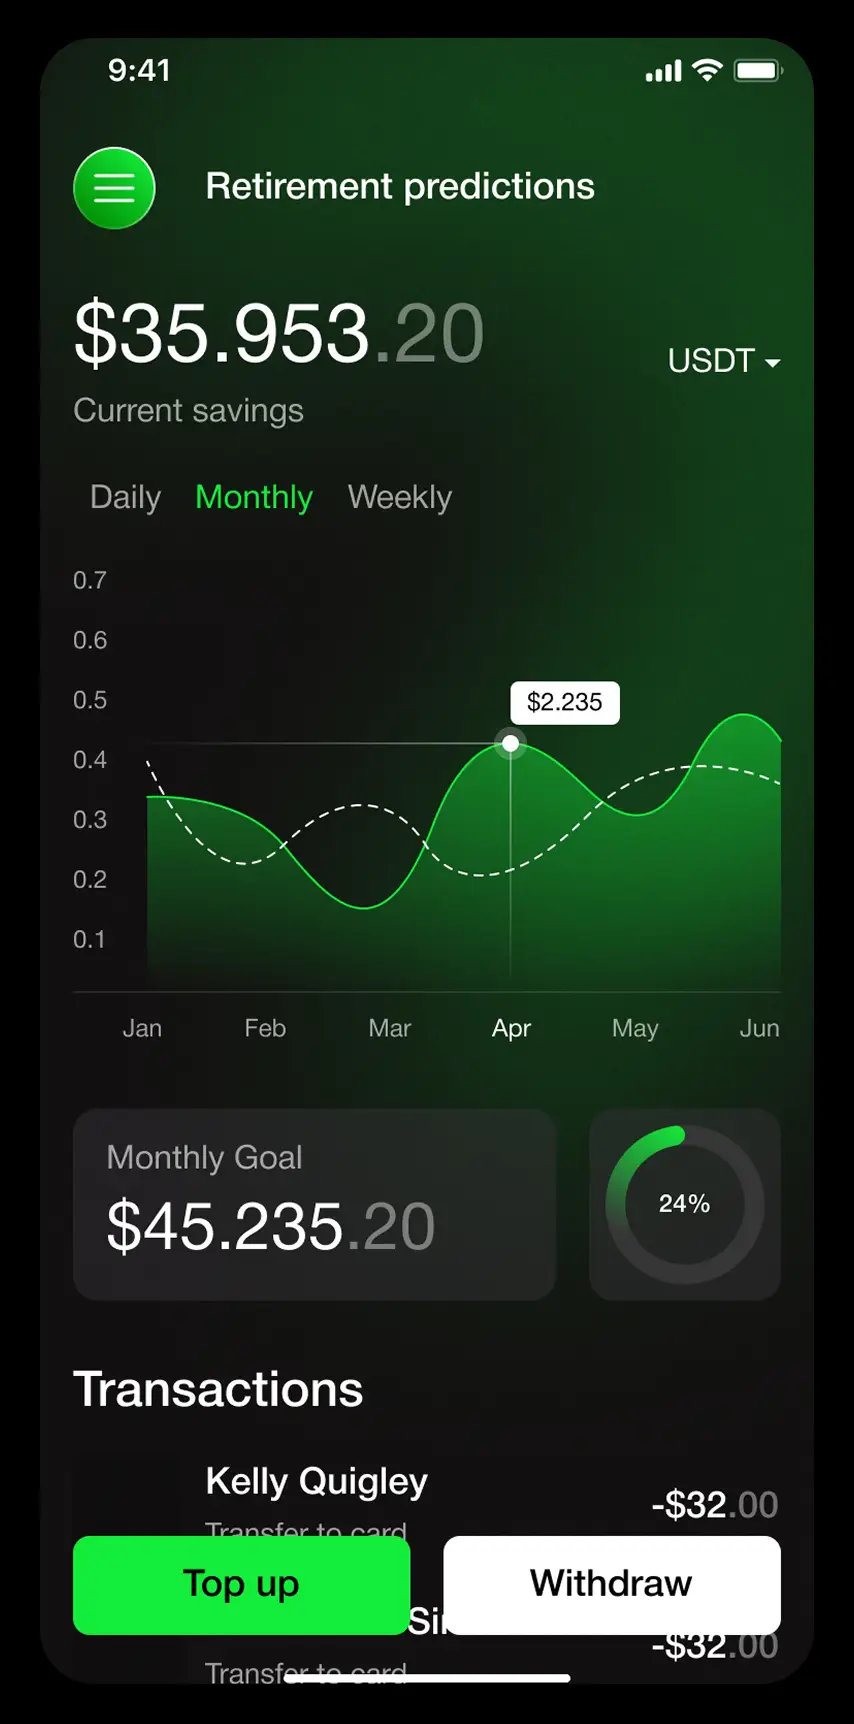 9:41
Retirement predictions
$35.953.20
USDT
Current savings
Daily Monthly Weekly
0.7
0.6
0.5
$2.235
0.4
0.3
0.2
0.1
Jan Feb Mar Apr May Jun
Monthly Goal
$45.235.20
24%
Transactions
Kelly Quigley
-$32.00
Transfer to card
Top up
Withdraw
-$32.00
Transfer to card